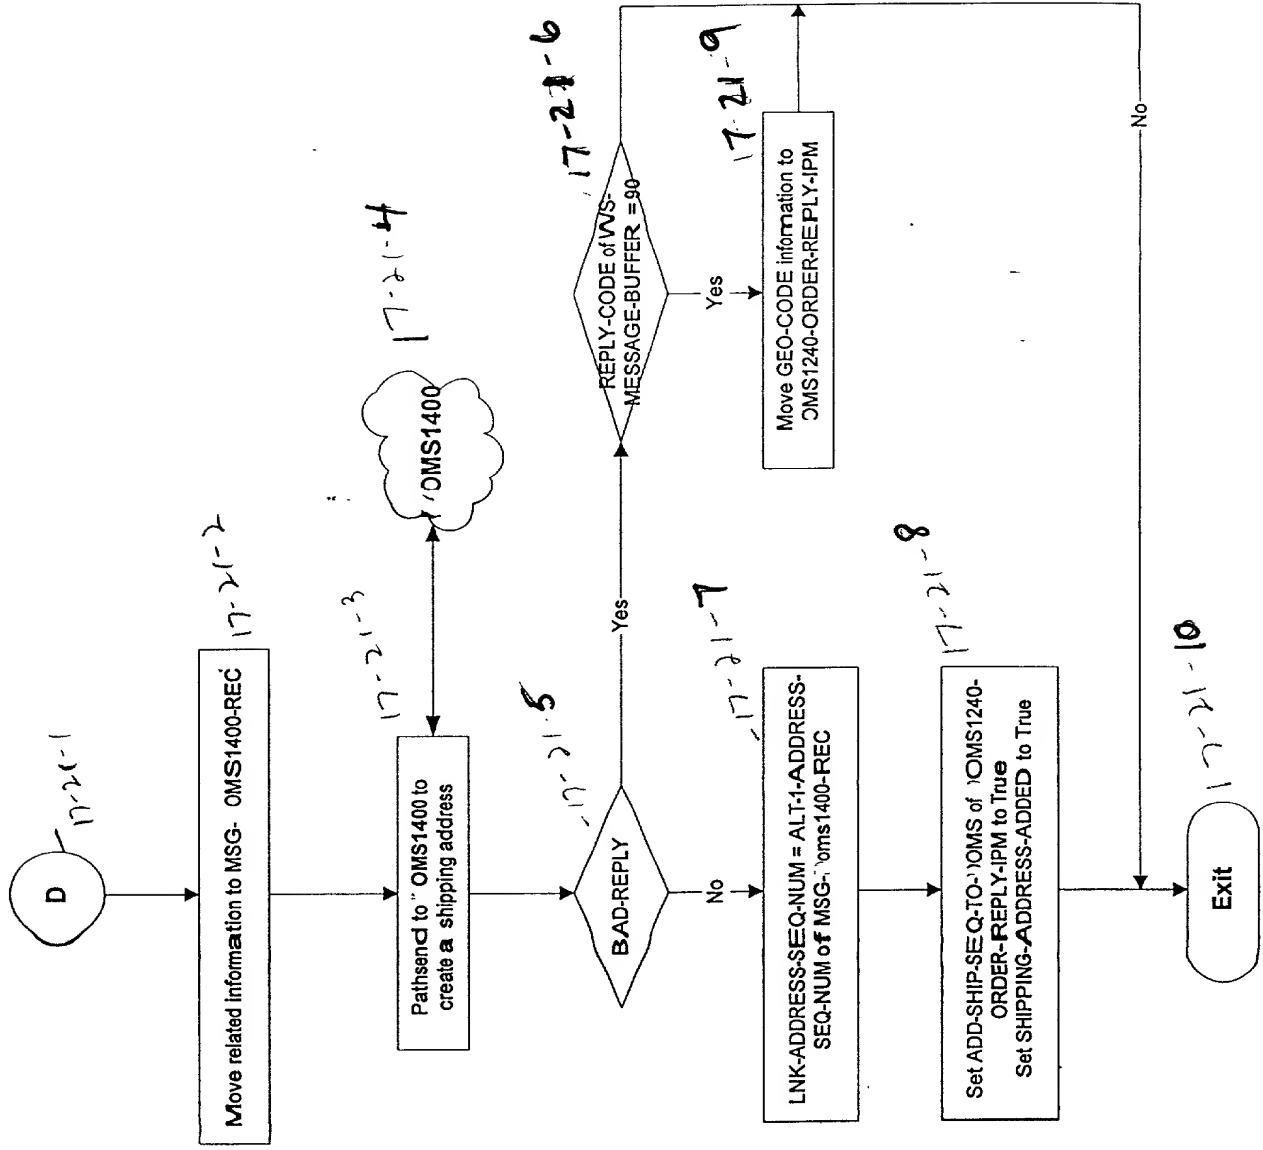 D
17-21-1
Move related information to MSG- OMS1400-REC
17-21-2
Pathsend to OMS1400 to
create a shipping address
17-21-3
OMS1400
17-21-4
BAD-REPLY
17-21-5
Yes
No
REPLY-CODE of WS-
MESSAGE-BUFFER = 90
17-21-6
Yes
No
Move GEO-CODE information to
OMS1240-ORDER-REPLY-IPM
17-21-9
LNK-ADDRESS-SEQ-NUM = ALT-1-ADDRESS-
SEQ-NUM of MSG- oms1400-REC
17-21-7
Set ADD-SHIP-SEQ-TO- OMS of OMS1240-
ORDER-REPLY-IPM to True
Set SHIPPING-ADDRESS-ADDED to True
17-21-8
Exit
17-21-10